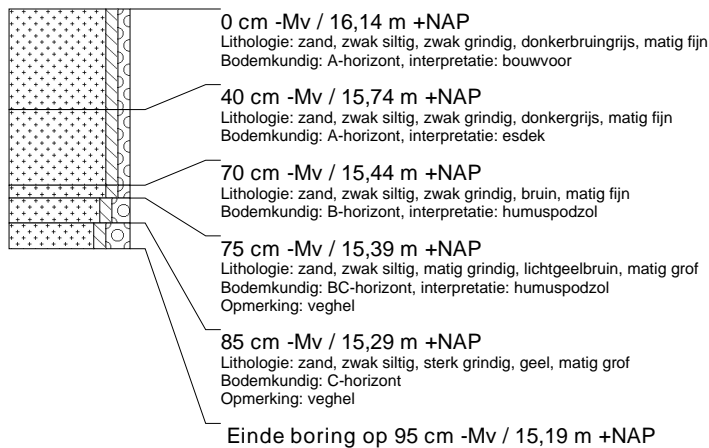 0 cm -Mv / 16,14 m +NAP
Lithologie: zand, zwak siltig, zwak grindig, donkerbruingrijs, matig fijn
Bodemkundig: A-horizont, interpretatie: bouwvoor
40 cm -Mv / 15,74 m +NAP
Lithologie: zand, zwak siltig, zwak grindig, donkergrijs, matig fijn
Bodemkundig: A-horizont, interpretatie: esdek
70 cm -Mv / 15,44 m +NAP
Lithologie: zand, zwak siltig, zwak grindig, bruin, matig fijn
Bodemkundig: B-horizont, interpretatie: humuspodzol
75 cm -Mv / 15,39 m +NAP
Lithologie: zand, zwak siltig, matig grindig, lichtgeelbruin, matig grof
Bodemkundig: BC-horizont, interpretatie: humuspodzol
Opmerking: veghel
85 cm -Mv / 15,29 m +NAP
Lithologie: zand, zwak siltig, sterk grindig, geel, matig grof
Bodemkundig: C-horizont
Opmerking: veghel
Einde boring op 95 cm -Mv / 15,19 m +NAP